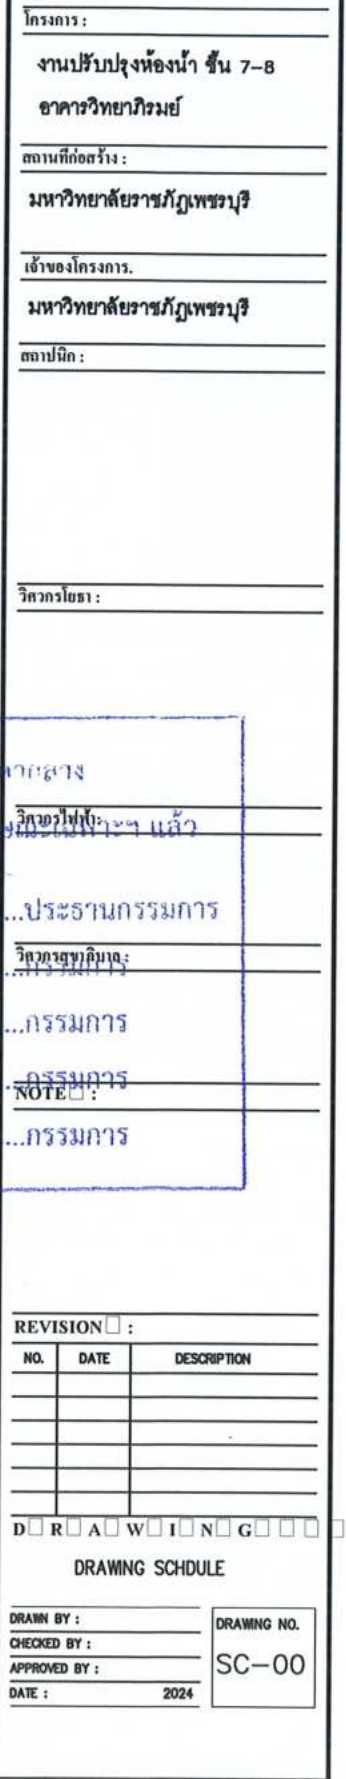 โครงการ :
งานปรับปรุงห้องน้ำ ชั้น 7-8
อาคารวิทยาภิรมย์
สถานที่ก่อสร้าง :
มหาวิทยาลัยราชภัฏเพชรบุรี
เจ้าของโครงการ.
มหาวิทยาลัยราชภัฏเพชรบุรี
สถาปนิก :
วิศวกรโยธา :
วิศวกรไฟฟ้า:
แล้ว
...ประธานกรรมการ
วิศวกรสุขาภิบาล :
...กรรมการ
...กรรมการ
...กรรมการ
NOTE□ :
...กรรมการ
REVISION□ :
NO. DATE DESCRIPTION
D□ R□ A□ W□ I□ N□ G□ □ □ □
DRAWING SCHDULE
DRAWN BY :
CHECKED BY :
APPROVED BY :
DATE : 2024
DRAWING NO.
SC-00